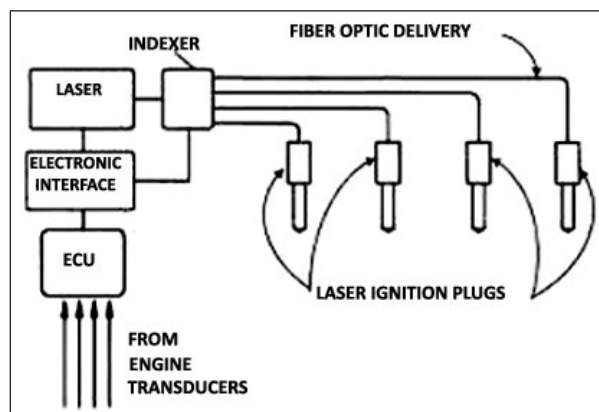 FIBER OPTIC DELIVERY
INDEXER
LASER
ELECTRONIC
INTERFACE
ECU
LASER IGNITION PLUGS
FROM
ENGINE
TRANSDUCERS